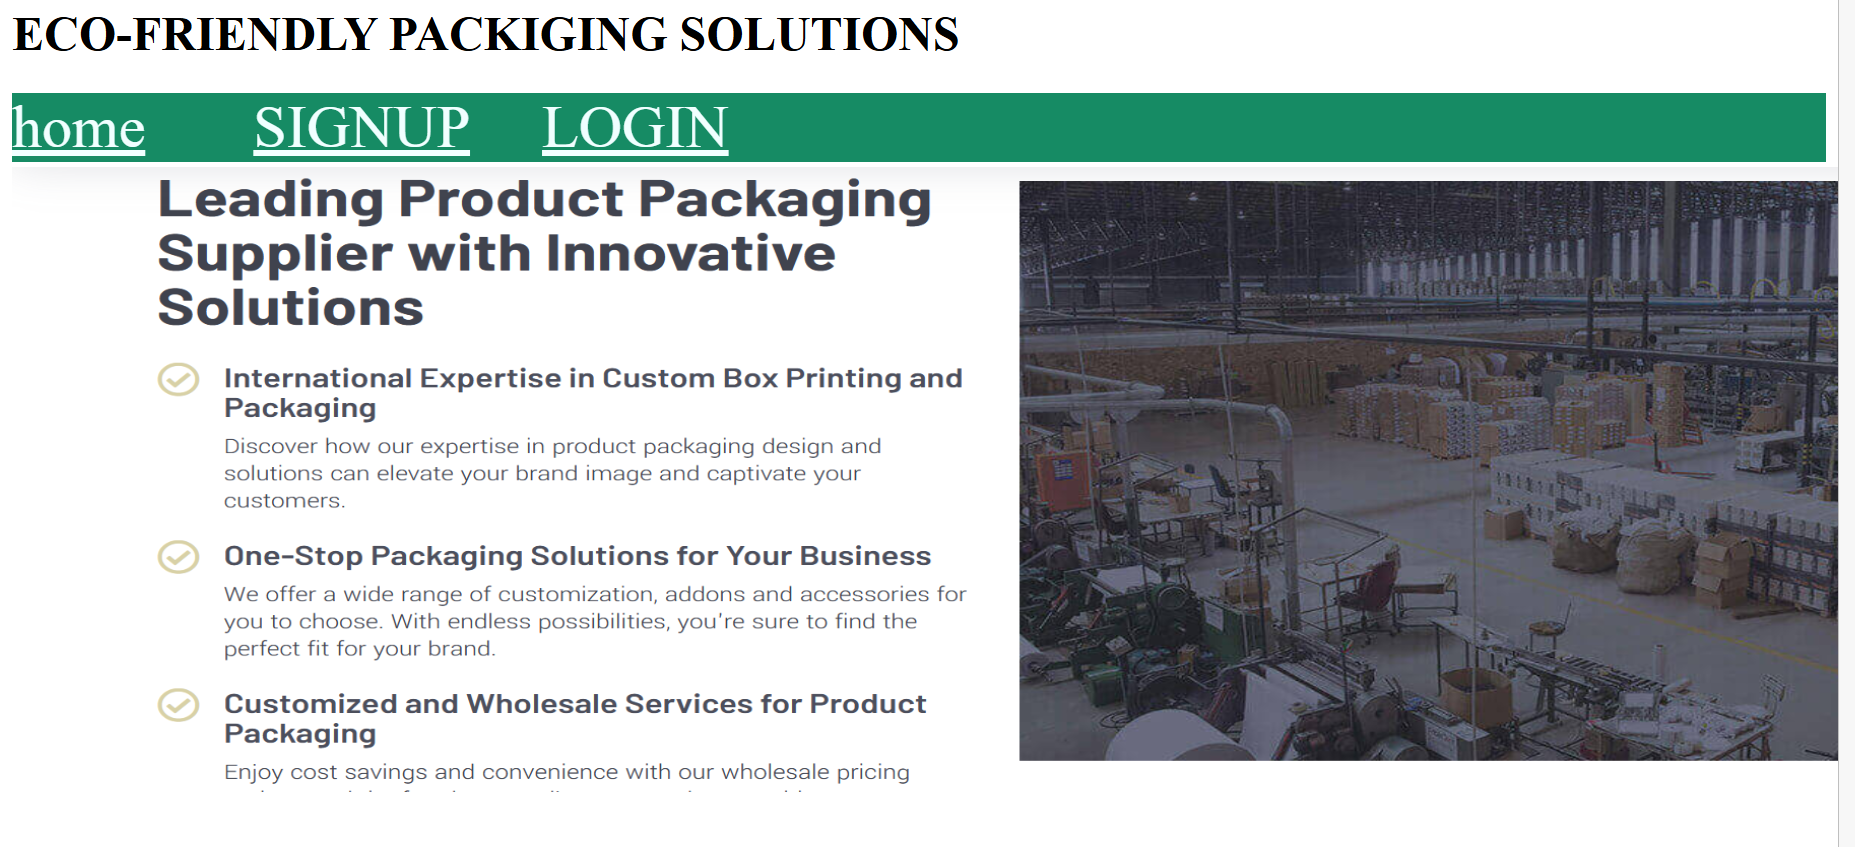 ECO-FRIENDLY PACKIGING SOLUTIONS
home SIGNUP LOGIN
Leading Product Packaging
Supplier with Innovative
Solutions
International Expertise in Custom Box Printing and
Packaging
Discover how our expertise in product packaging design and
solutions can elevate your brand image and captivate your
customers.
One-Stop Packaging Solutions for Your Business
We offer a wide range of customization, addons and accessories for
you to choose. With endless possibilities, you’re sure to find the
perfect fit for your brand.
Customized and Wholesale Services for Product
Packaging
Enjoy cost savings and convenience with our wholesale pricing